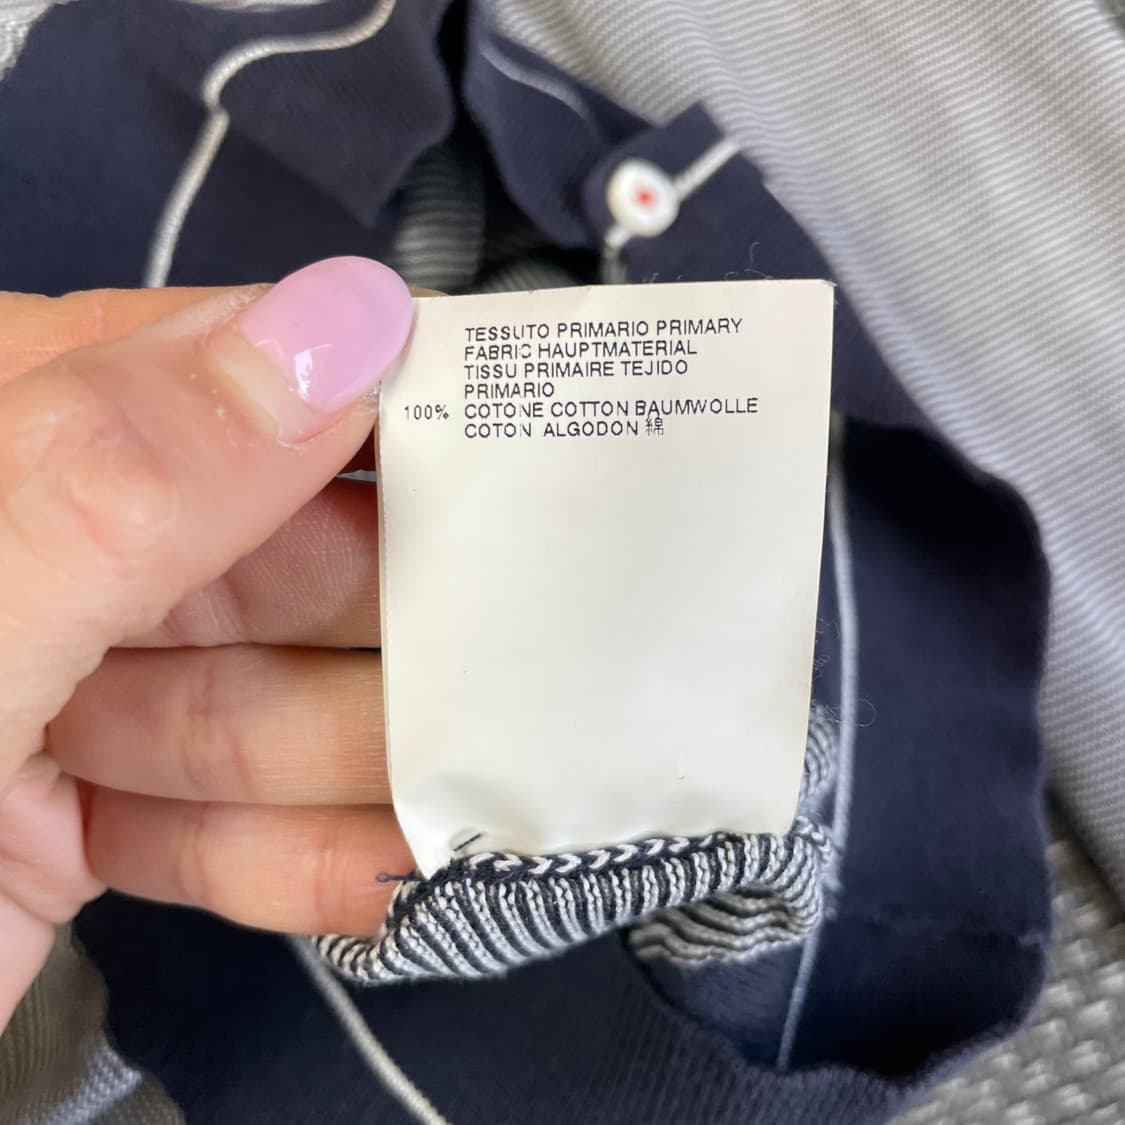 TESSUTO PRIMARIO PRIMARY
FABRIC HAUPTMATERIAL
TISSU PRIMAIRE TEJIDO
PRIMARIO
100% COTONE COTTON BAUMWOLLE
COTON ALGODON 綿